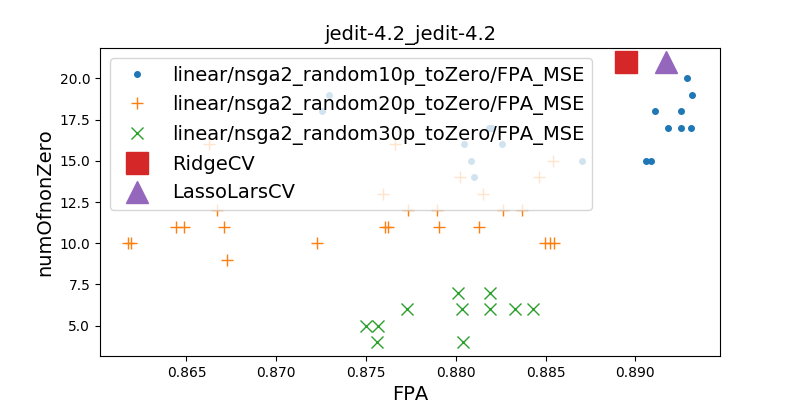 jedit-4.2_jedit-4.2
linear/nsga2_random10p_toZero/FPA_MSE
linear/nsga2_random20p_toZero/FPA_MSE
linear/nsga2_random30p_toZero/FPA_MSE
RidgeCV
LassoLarsCV
numOfnonZero
20.0
17.5
15.0
12.5
10.0
7.5
5.0
0.865 0.870 0.875 0.880 0.885 0.890
FPA